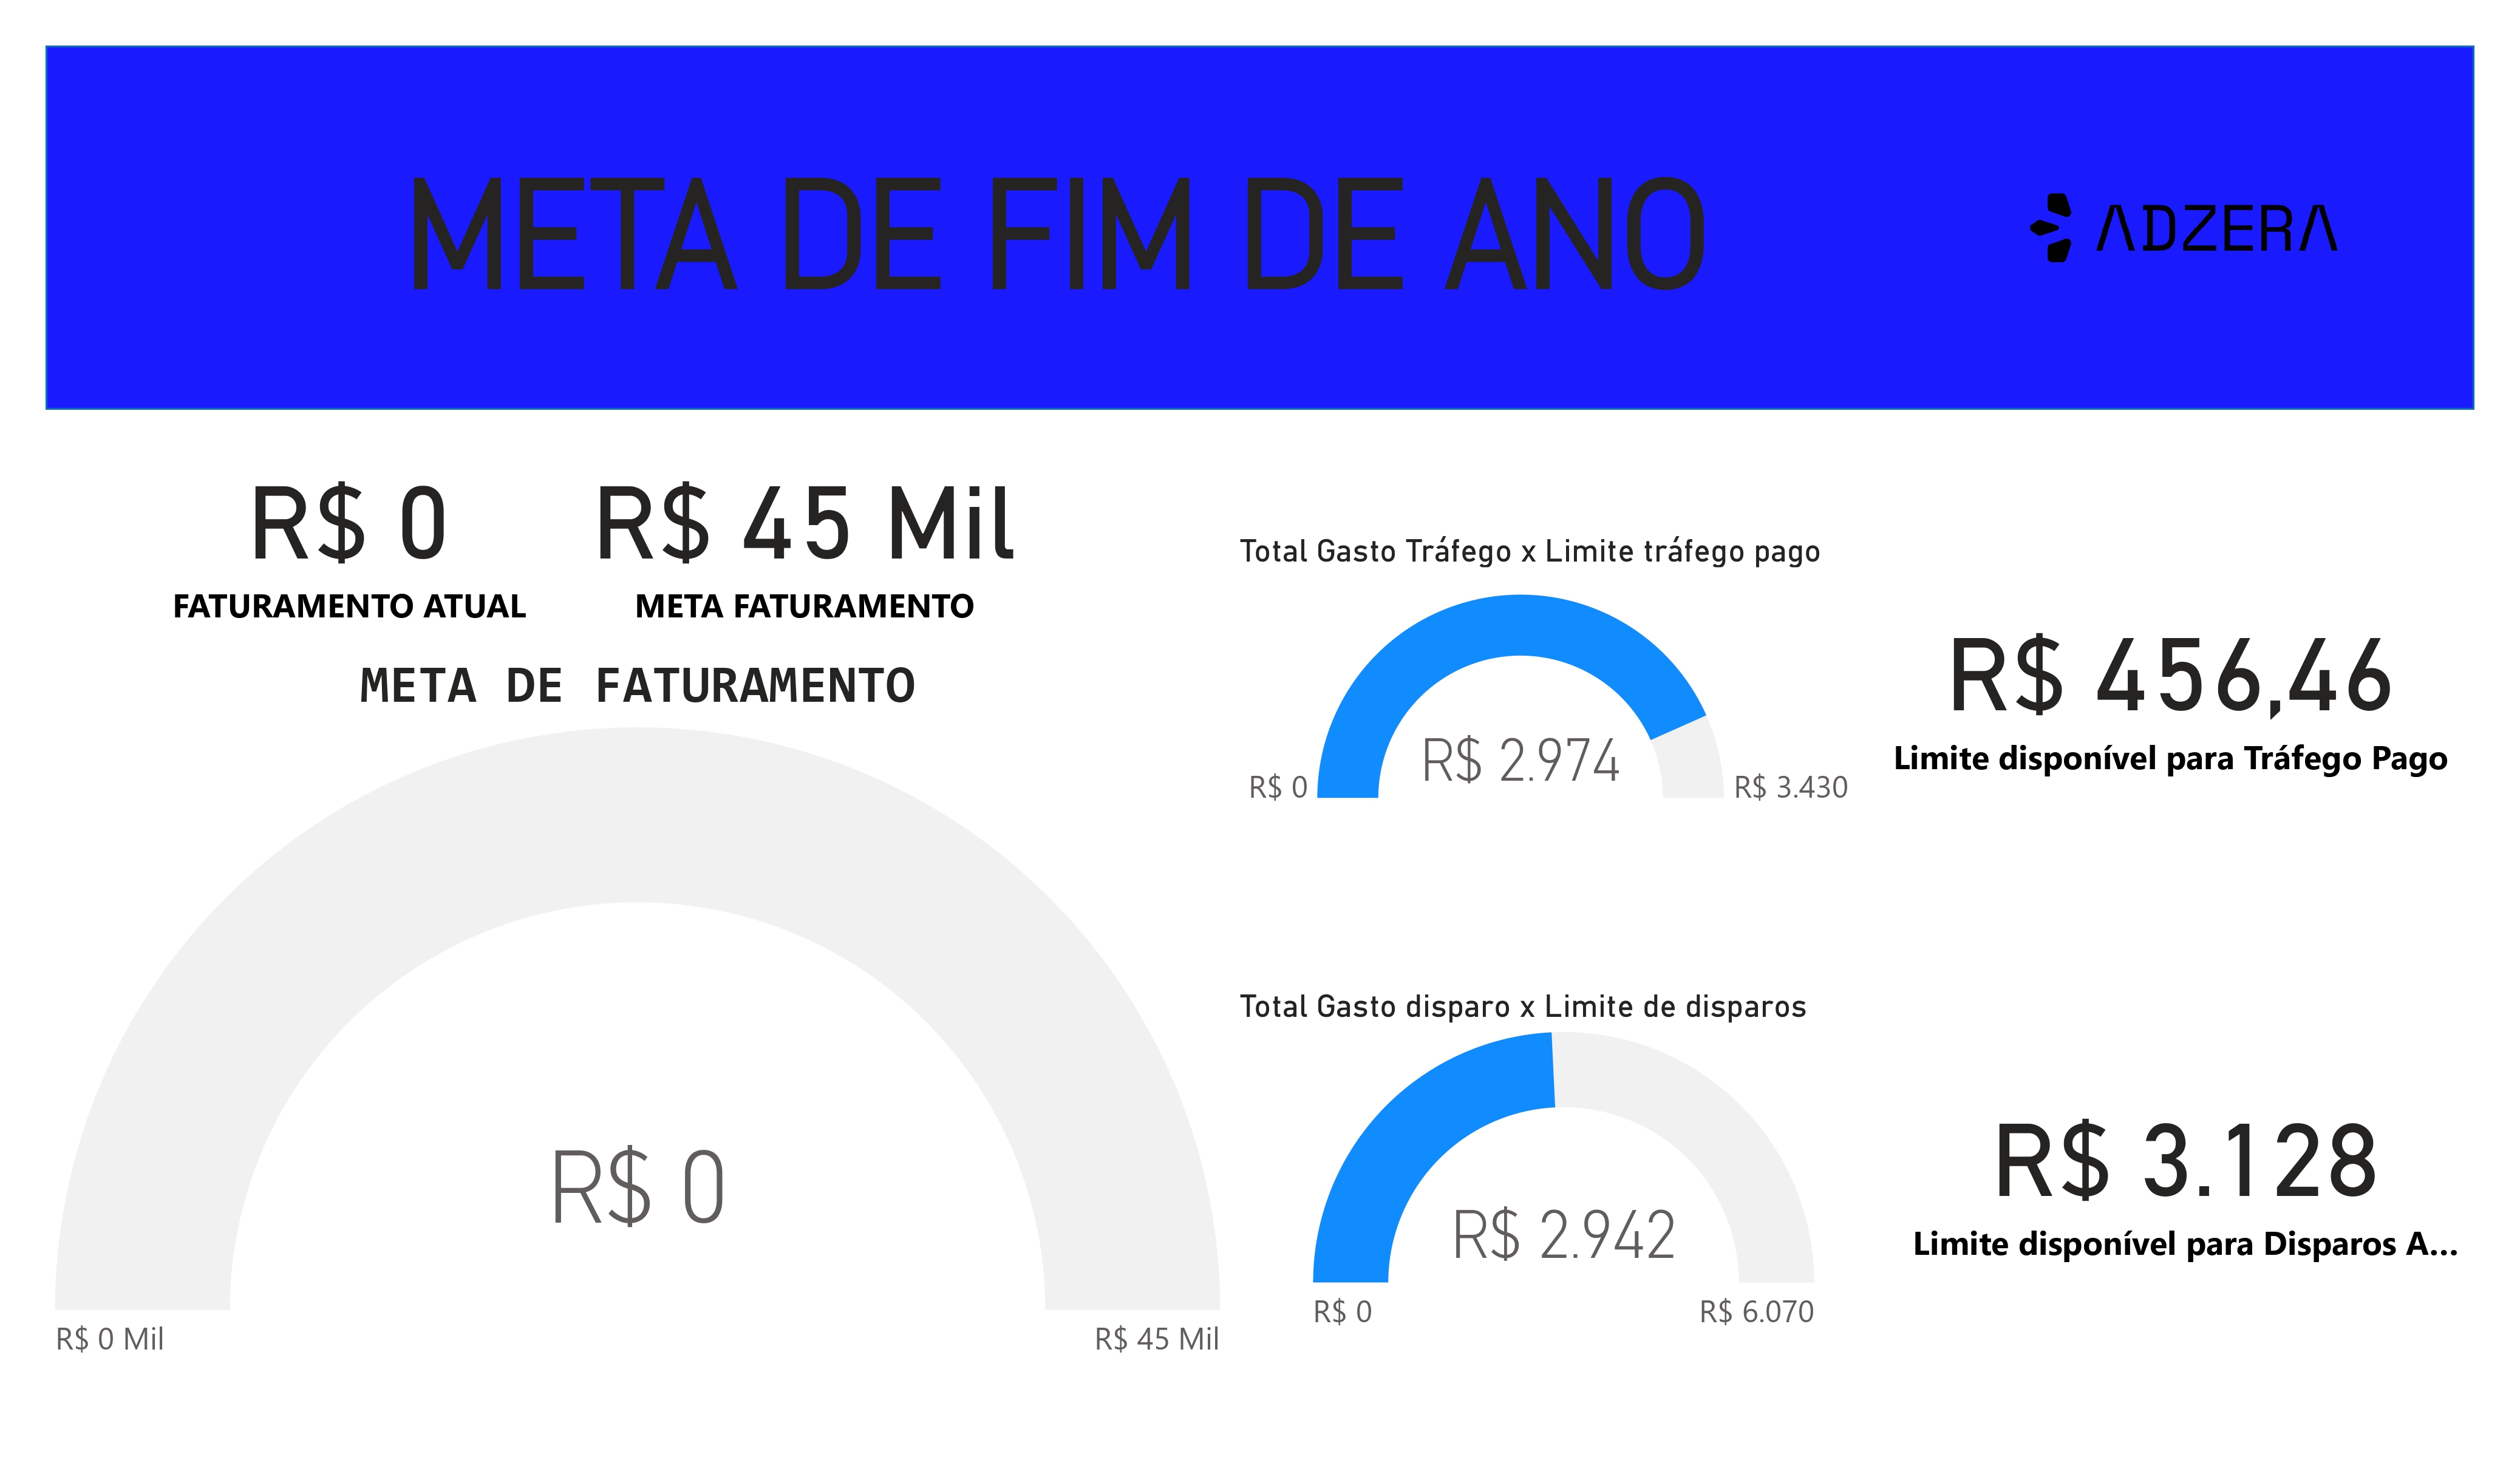 META DE FIM DE ANO
ADZERA
R$ 0
FATURAMENTO ATUAL
R$ 45 Mil
META FATURAMENTO
META DE FATURAMENTO
R$ 0
R$ 0 Mil
R$ 45 Mil
Total Gasto Tráfego x Limite tráfego pago
R$ 2.974
R$ 0
R$ 3.430
R$ 456,46
Limite disponível para Tráfego Pago
Total Gasto disparo x Limite de disparos
R$ 2.942
R$ 0
R$ 6.070
R$ 3.128
Limite disponível para Disparos A...